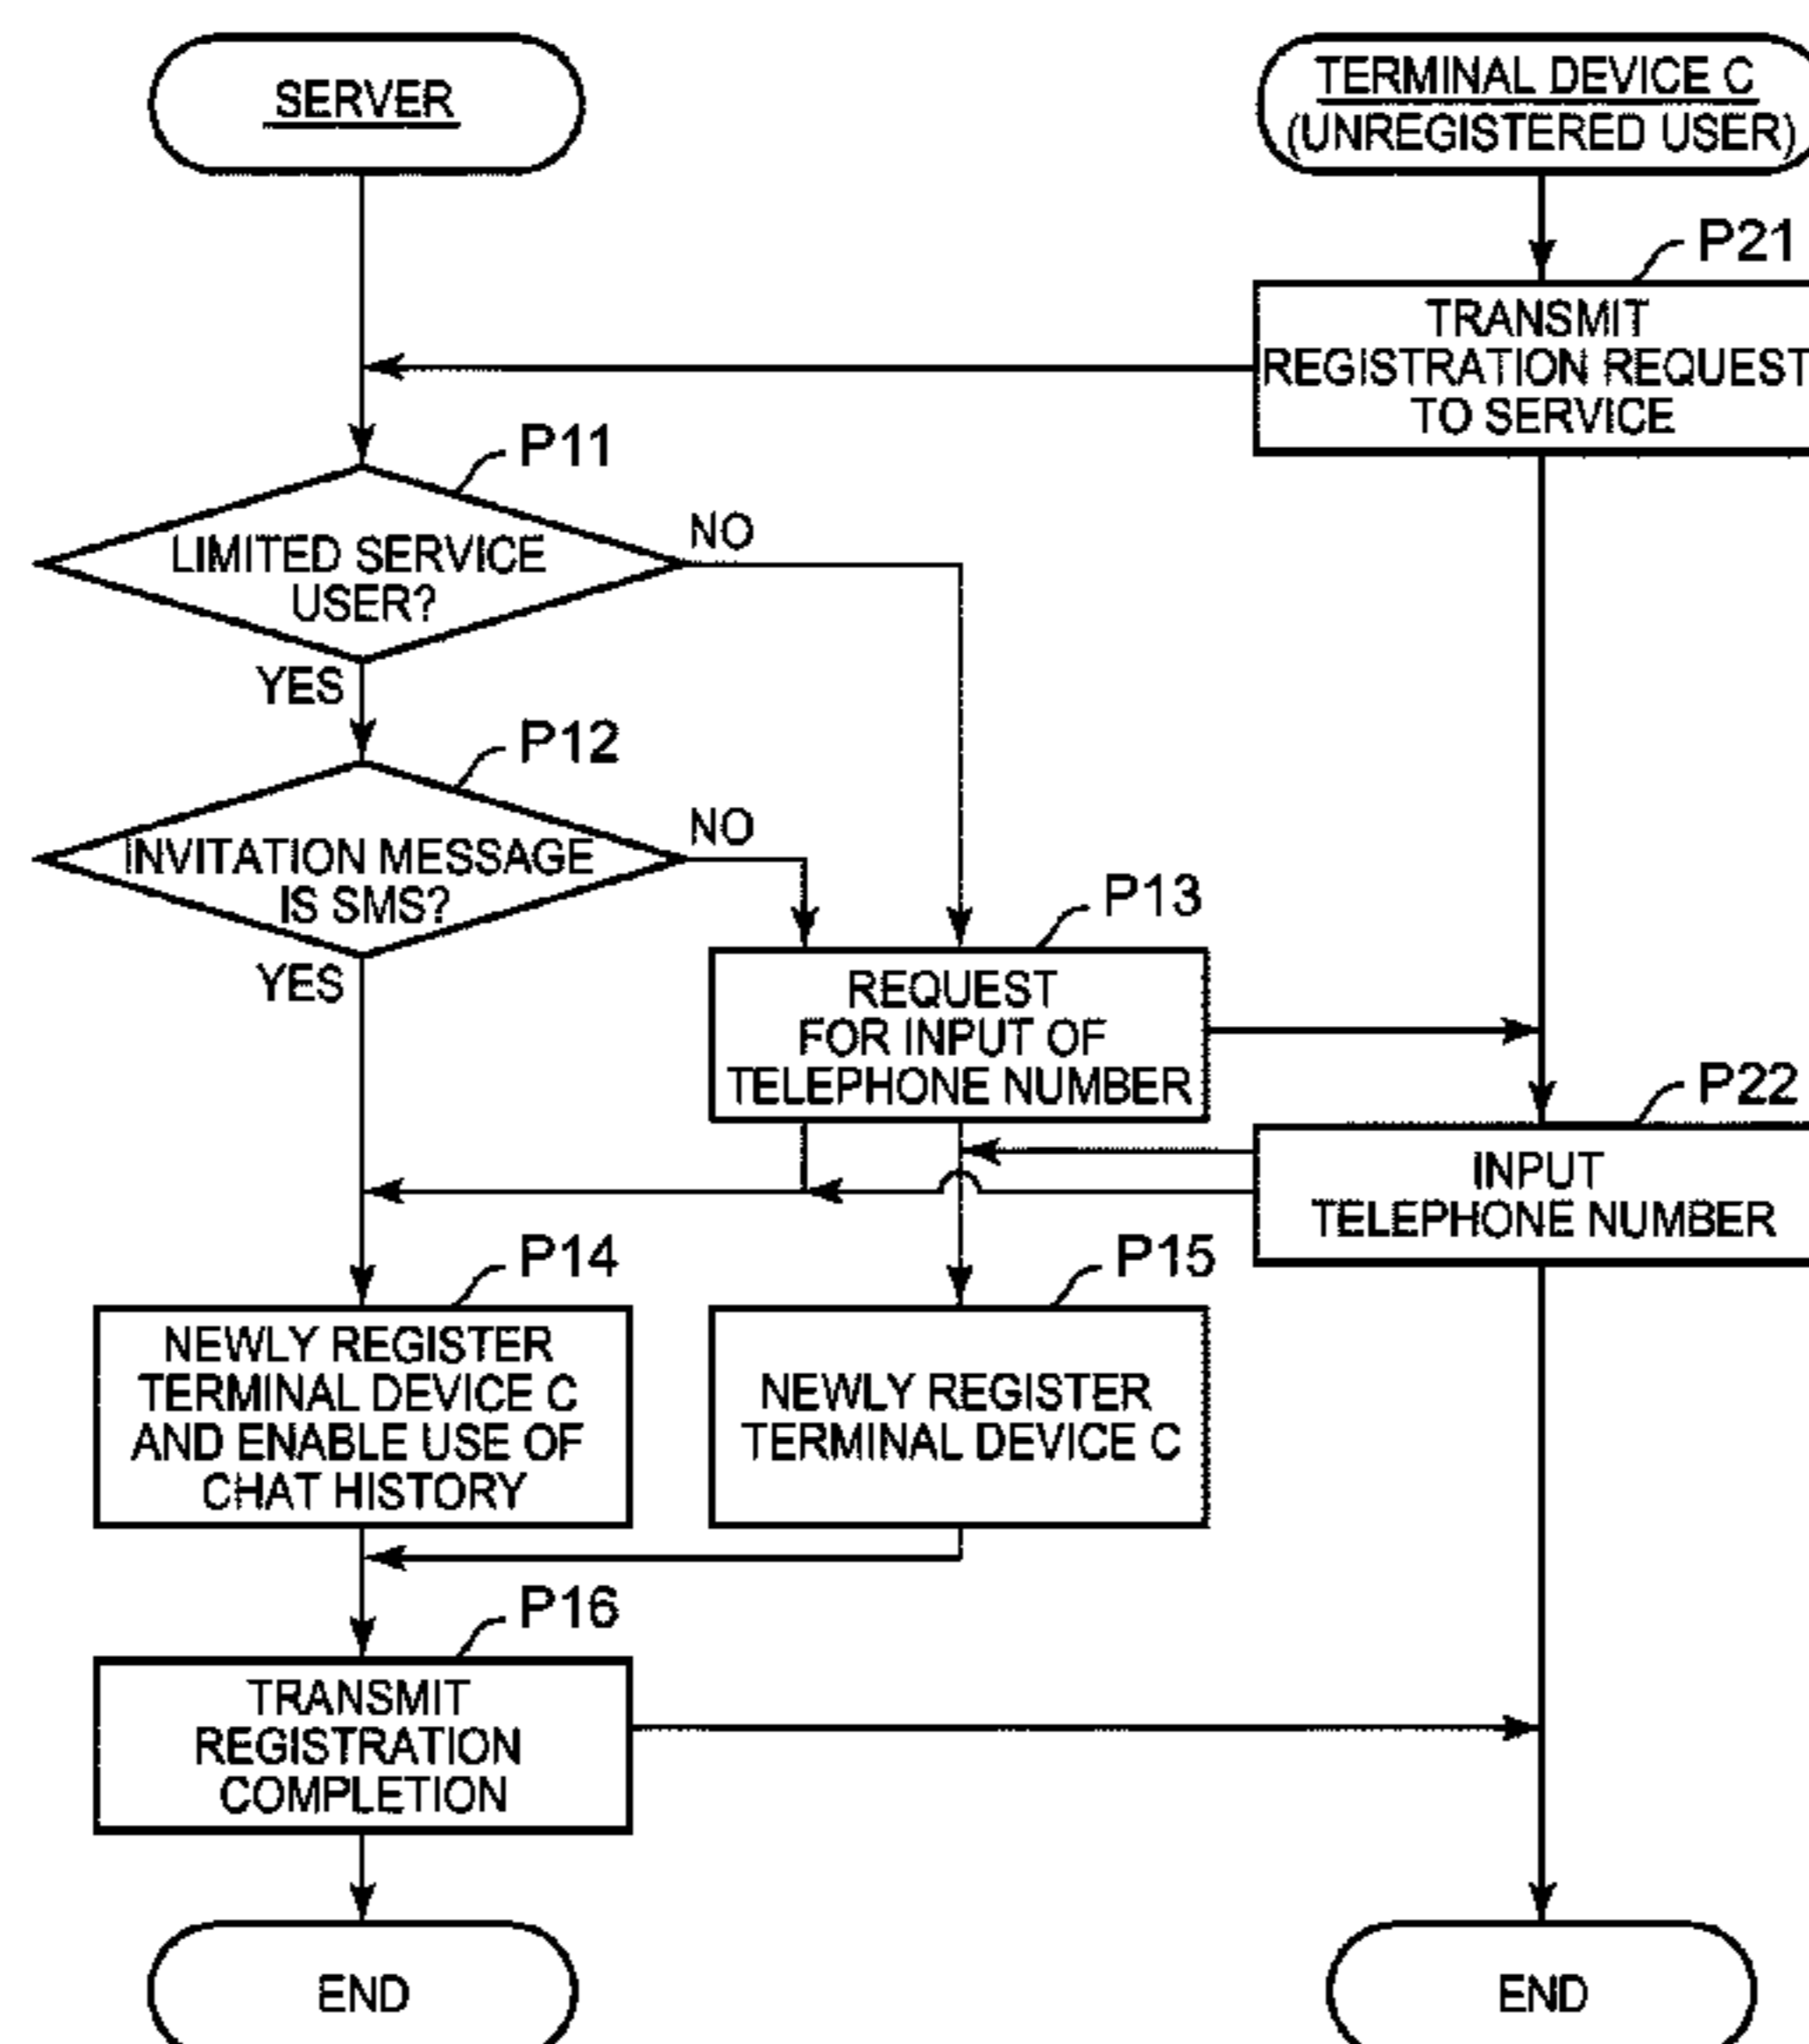 SERVER
TERMINAL DEVICE C
(UNREGISTERED USER)
P21
TRANSMIT
REGISTRATION REQUEST
TO SERVICE
P11
LIMITED SERVICE
USER?
NO
YES
P12
INVITATION MESSAGE
IS SMS?
NO
YES
P13
REQUEST
FOR INPUT OF
TELEPHONE NUMBER
P22
INPUT
TELEPHONE NUMBER
P14
NEWLY REGISTER
TERMINAL DEVICE C
AND ENABLE USE OF
CHAT HISTORY
P15
NEWLY REGISTER
TERMINAL DEVICE C
P16
TRANSMIT
REGISTRATION
COMPLETION
END
END